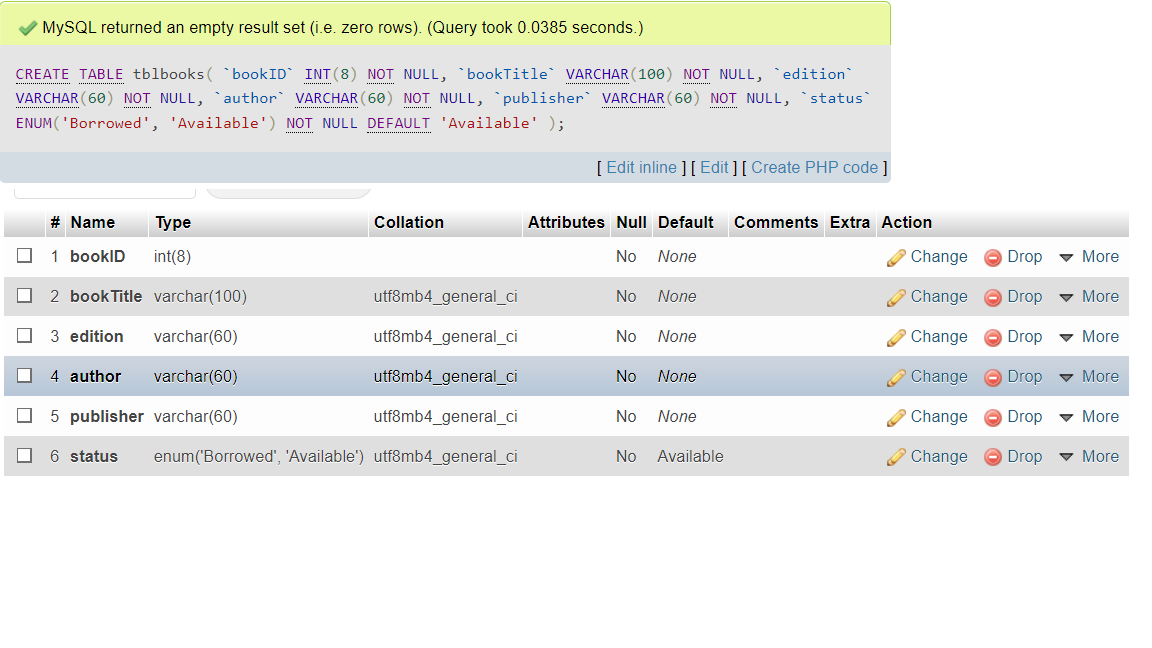 MySQL returned an empty result set (i.e. zero rows). (Query took 0.0385 seconds.)
CREATE TABLE tblbooks( `bookID` INT(8) NOT NULL, `bookTitle` VARCHAR(100) NOT NULL, `edition`
VARCHAR(60) NOT NULL, `author` VARCHAR(60) NOT NULL, `publisher` VARCHAR(60) NOT NULL, `status`
ENUM('Borrowed', 'Available') NOT NULL DEFAULT 'Available' );
[ Edit inline ] [ Edit ] [ Create PHP code ]
# Name Type Collation Attributes Null Default Comments Extra Action
1 bookID int(8) No None Change Drop More
2 bookTitle varchar(100) utf8mb4_general_ci No None Change Drop More
3 edition varchar(60) utf8mb4_general_ci No None Change Drop More
4 author varchar(60) utf8mb4_general_ci No None Change Drop More
5 publisher varchar(60) utf8mb4_general_ci No None Change Drop More
6 status enum('Borrowed', 'Available') utf8mb4_general_ci No Available Change Drop More